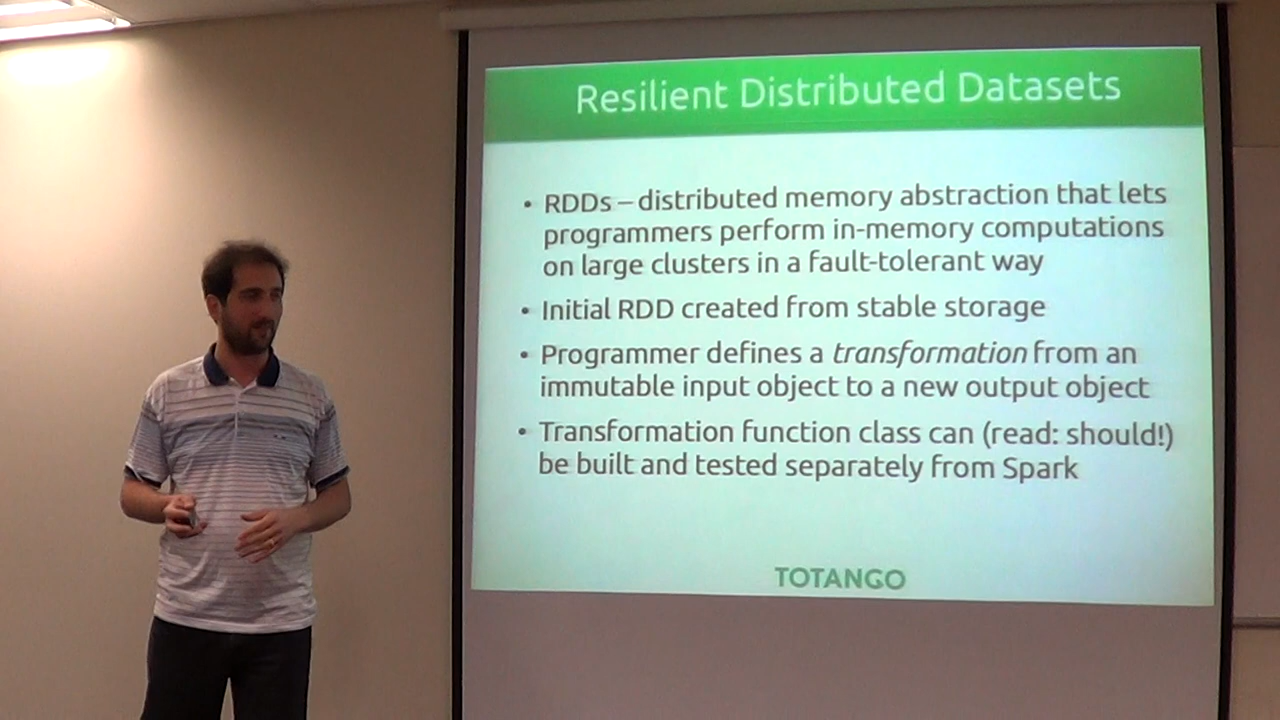 Resilient Distributed Datasets
• RDDs – distributed memory abstraction that lets
programmers perform in-memory computations
on large clusters in a fault-tolerant way
• Initial RDD created from stable storage
• Programmer defines a transformation from an
immutable input object to a new output object
• Transformation function class can (read: should!)
be built and tested separately from Spark
TOTANGO